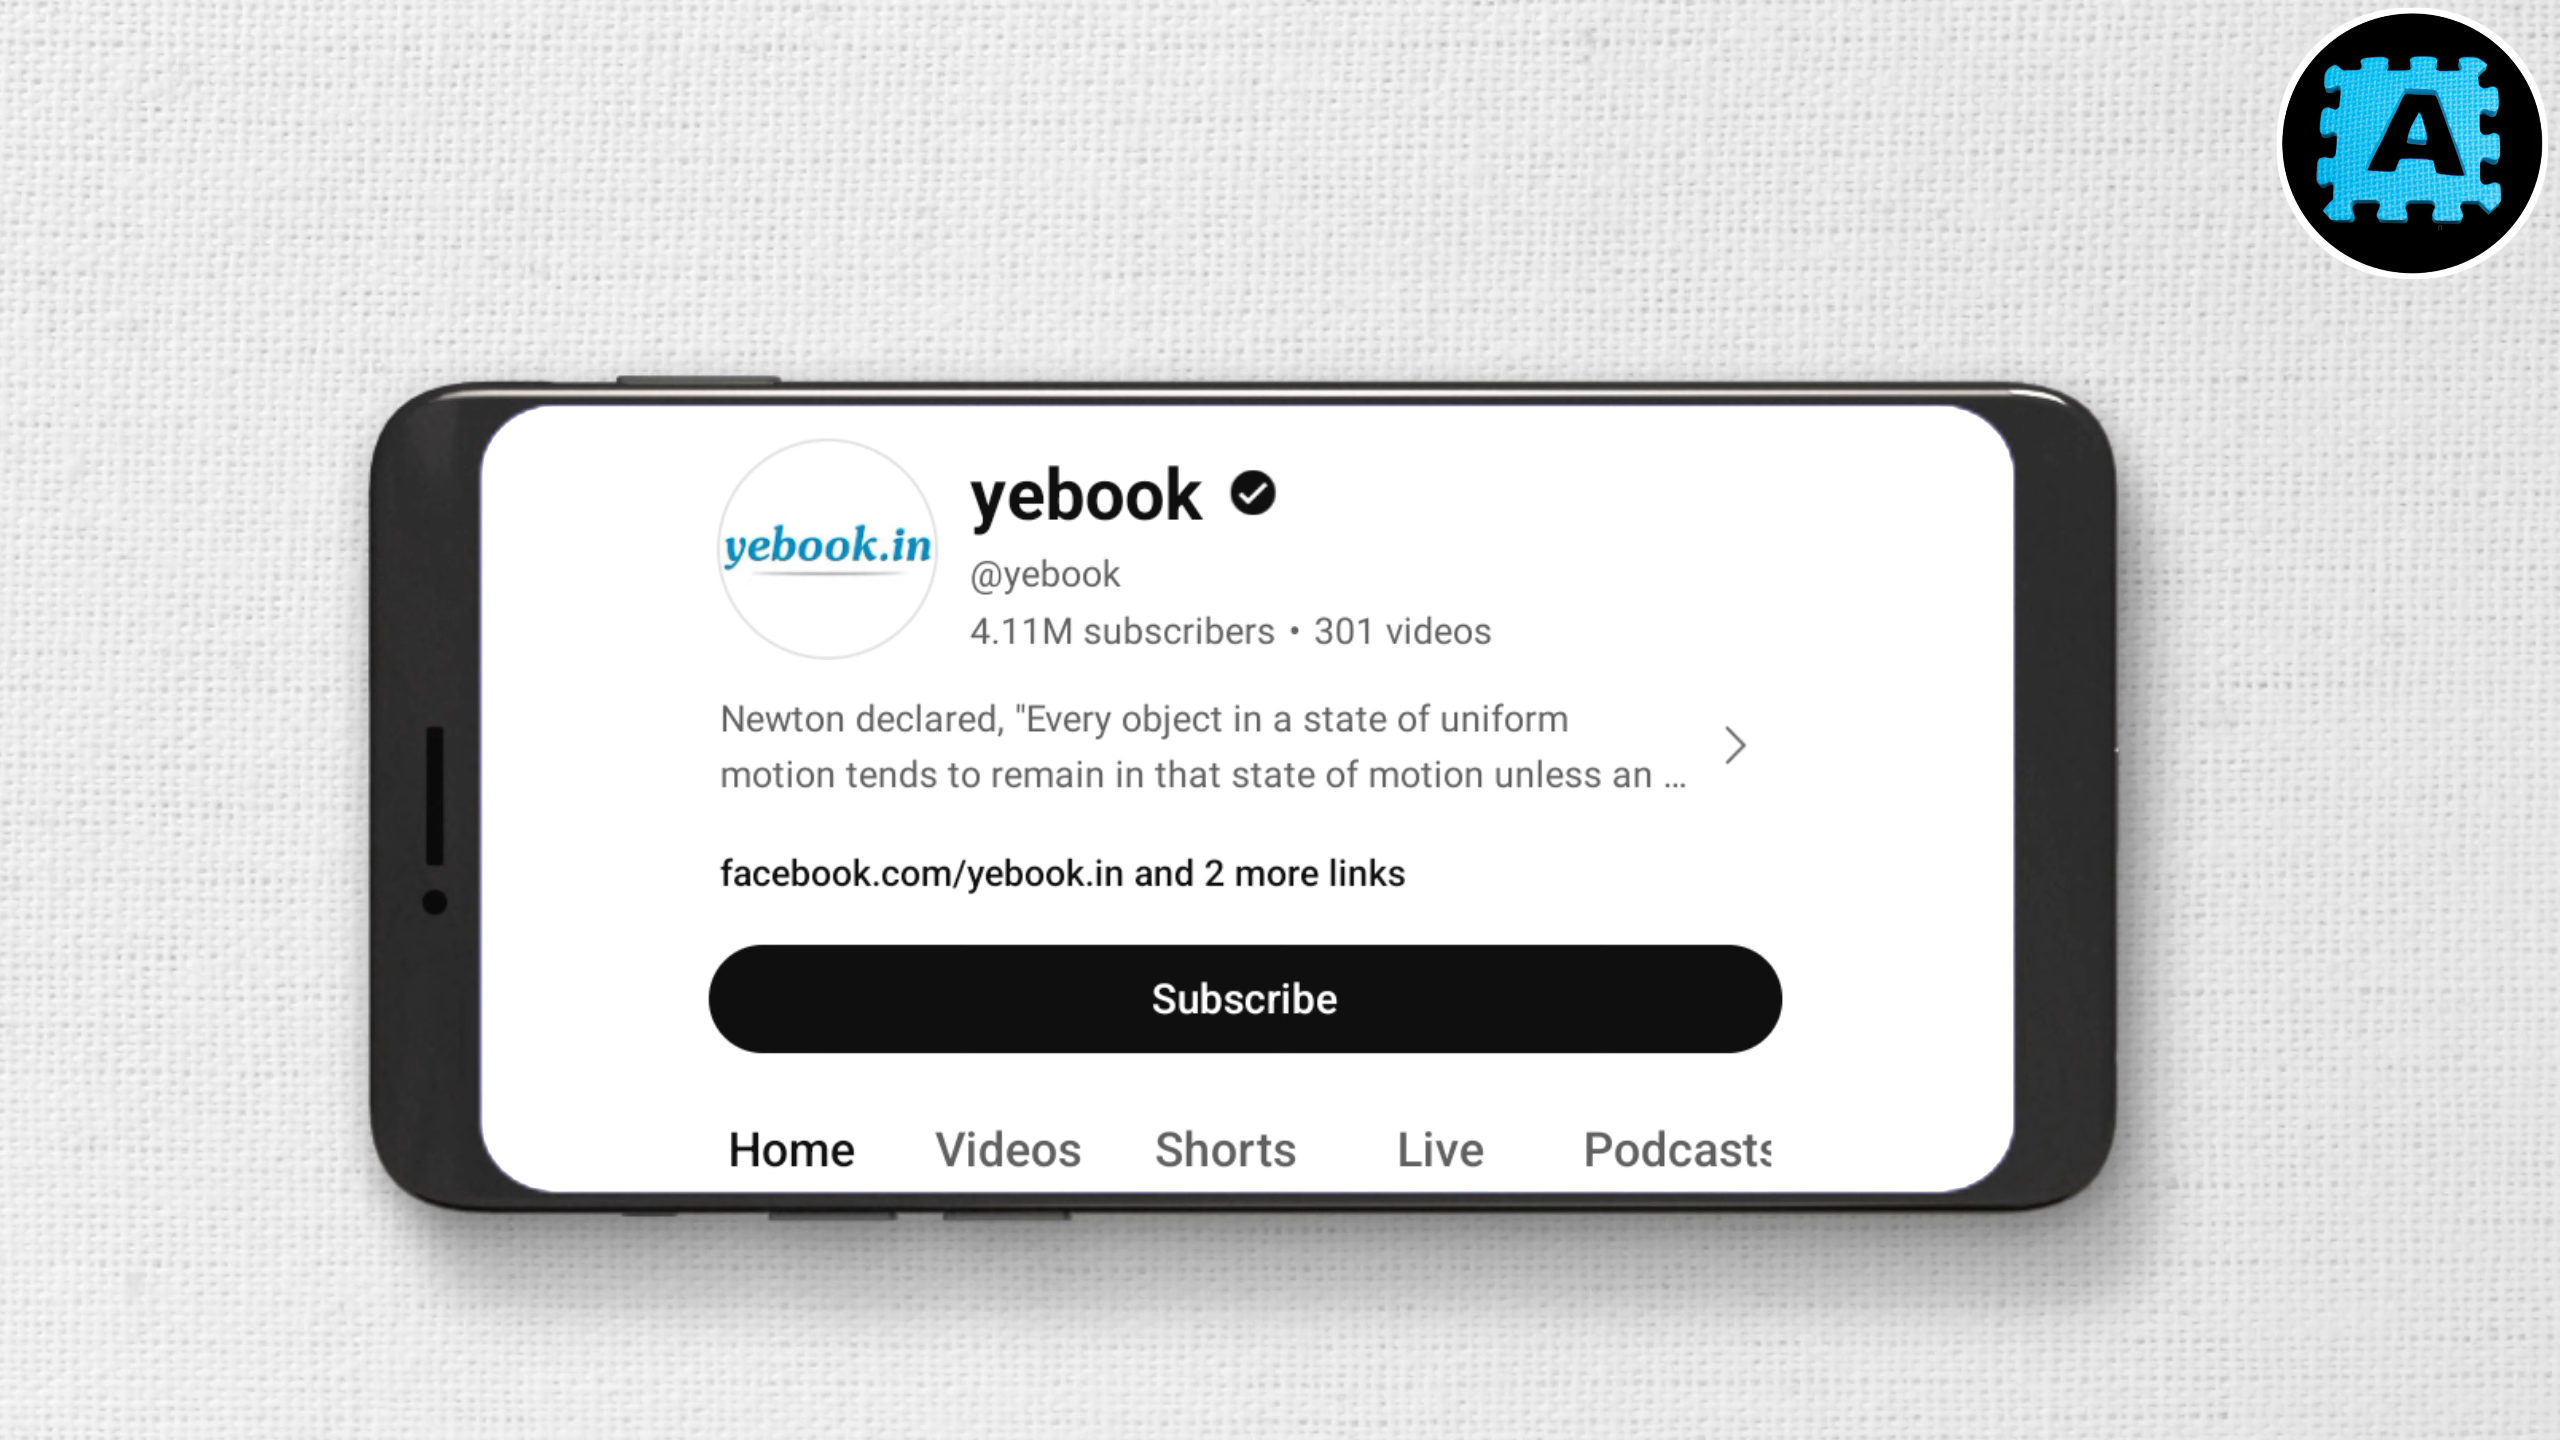 A
yebook.in
yebook
@yebook
4.11M subscribers • 301 videos
Newton declared, "Every object in a state of uniform
motion tends to remain in that state of motion unless an ...
facebook.com/yebook.in and 2 more links
Subscribe
Home Videos Shorts Live Podcasts